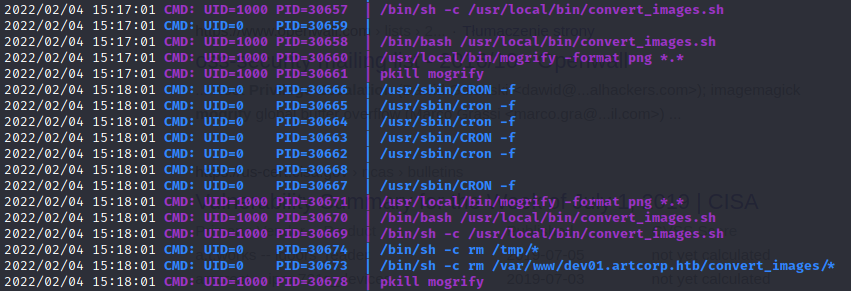 2022/02/04 15:17:01 CMD: UID=1000 PID=30657 | /bin/sh -c /usr/local/bin/convert_images.sh
2022/02/04 15:17:01 CMD: UID=0 PID=30659 |
2022/02/04 15:17:01 CMD: UID=1000 PID=30658 | /bin/bash /usr/local/bin/convert_images.sh
2022/02/04 15:17:01 CMD: UID=1000 PID=30660 | /usr/local/bin/mogrify -format png *.*
2022/02/04 15:17:01 CMD: UID=1000 PID=30661 | pkill mogrify
2022/02/04 15:18:01 CMD: UID=0 PID=30666 | /usr/sbin/CRON -f
2022/02/04 15:18:01 CMD: UID=0 PID=30665 | /usr/sbin/cron -f
2022/02/04 15:18:01 CMD: UID=0 PID=30664 | /usr/sbin/cron -f
2022/02/04 15:18:01 CMD: UID=0 PID=30663 | /usr/sbin/CRON -f
2022/02/04 15:18:01 CMD: UID=0 PID=30662 | /usr/sbin/cron -f
2022/02/04 15:18:01 CMD: UID=0 PID=30668 |
2022/02/04 15:18:01 CMD: UID=0 PID=30667 | /usr/sbin/CRON -f
2022/02/04 15:18:01 CMD: UID=1000 PID=30671 | /usr/local/bin/mogrify -format png *.*
2022/02/04 15:18:01 CMD: UID=1000 PID=30670 | /bin/bash /usr/local/bin/convert_images.sh
2022/02/04 15:18:01 CMD: UID=1000 PID=30669 | /bin/sh -c /usr/local/bin/convert_images.sh
2022/02/04 15:18:01 CMD: UID=0 PID=30674 | /bin/sh -c rm /tmp/*
2022/02/04 15:18:01 CMD: UID=0 PID=30673 | /bin/sh -c rm /var/www/dev01.artcorp.htb/convert_images/*
2022/02/04 15:18:01 CMD: UID=1000 PID=30678 | pkill mogrify